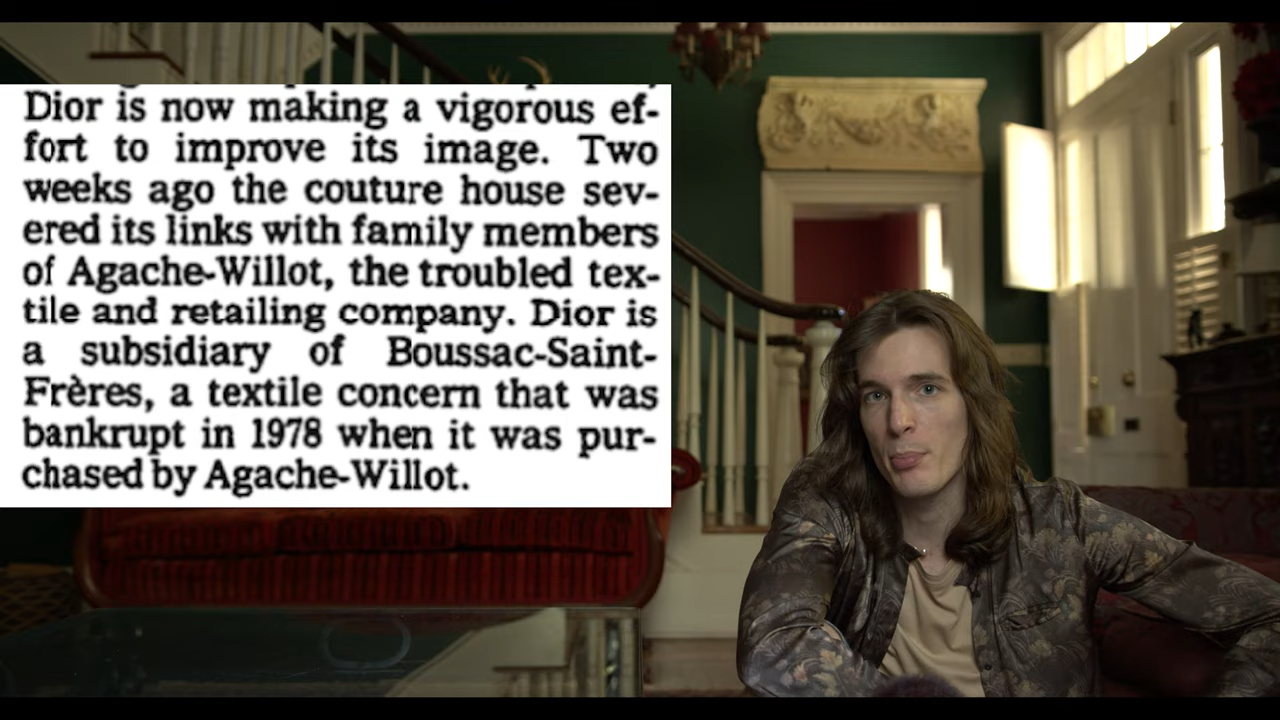 Dior is now making a vigorous ef-
fort to improve its image. Two
weeks ago the couture house sev-
ered its links with family members
of Agache-Willot, the troubled tex-
tile and retailing company. Dior is
a subsidiary of Boussac-Saint-
Frères, a textile concern that was
bankrupt in 1978 when it was pur-
chased by Agache-Willot.